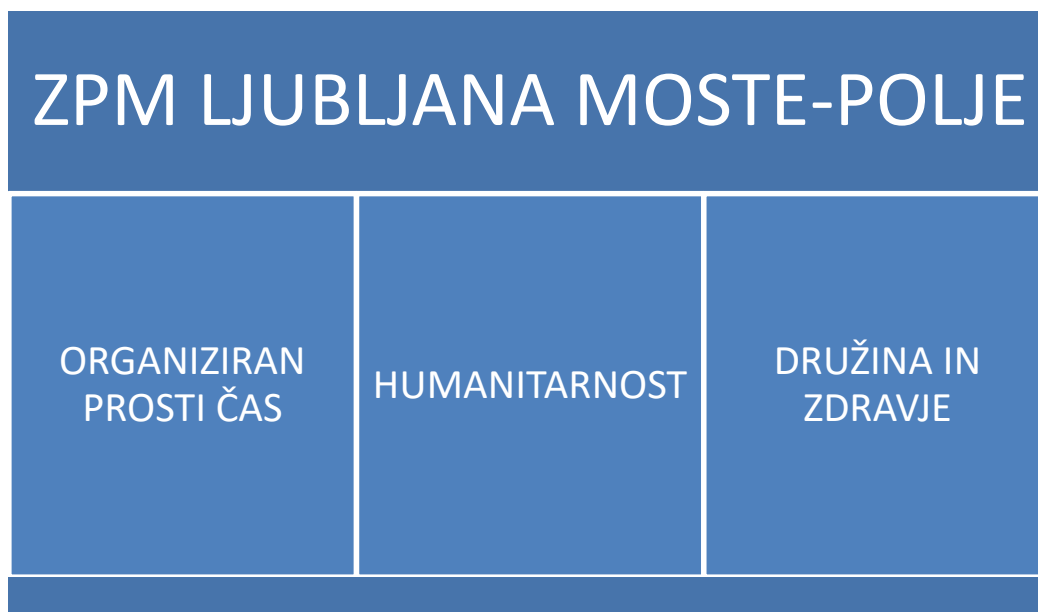 ZPM LJUBLJANA MOSTE-POLJE
ORGANIZIRAN
PROSTI ČAS
HUMANITARNOST
DRUŽINA IN
ZDRAVJE